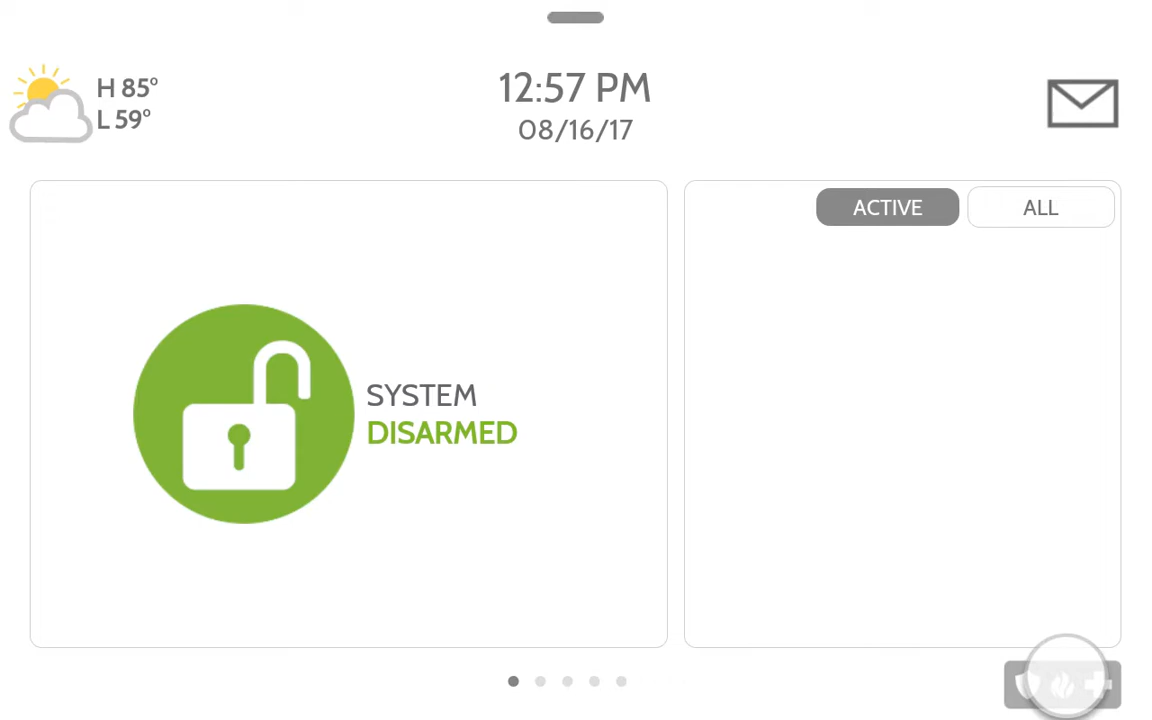 H 85°
L 59°
12:57 PM
08/16/17
ACTIVE
ALL
SYSTEM
DISARMED